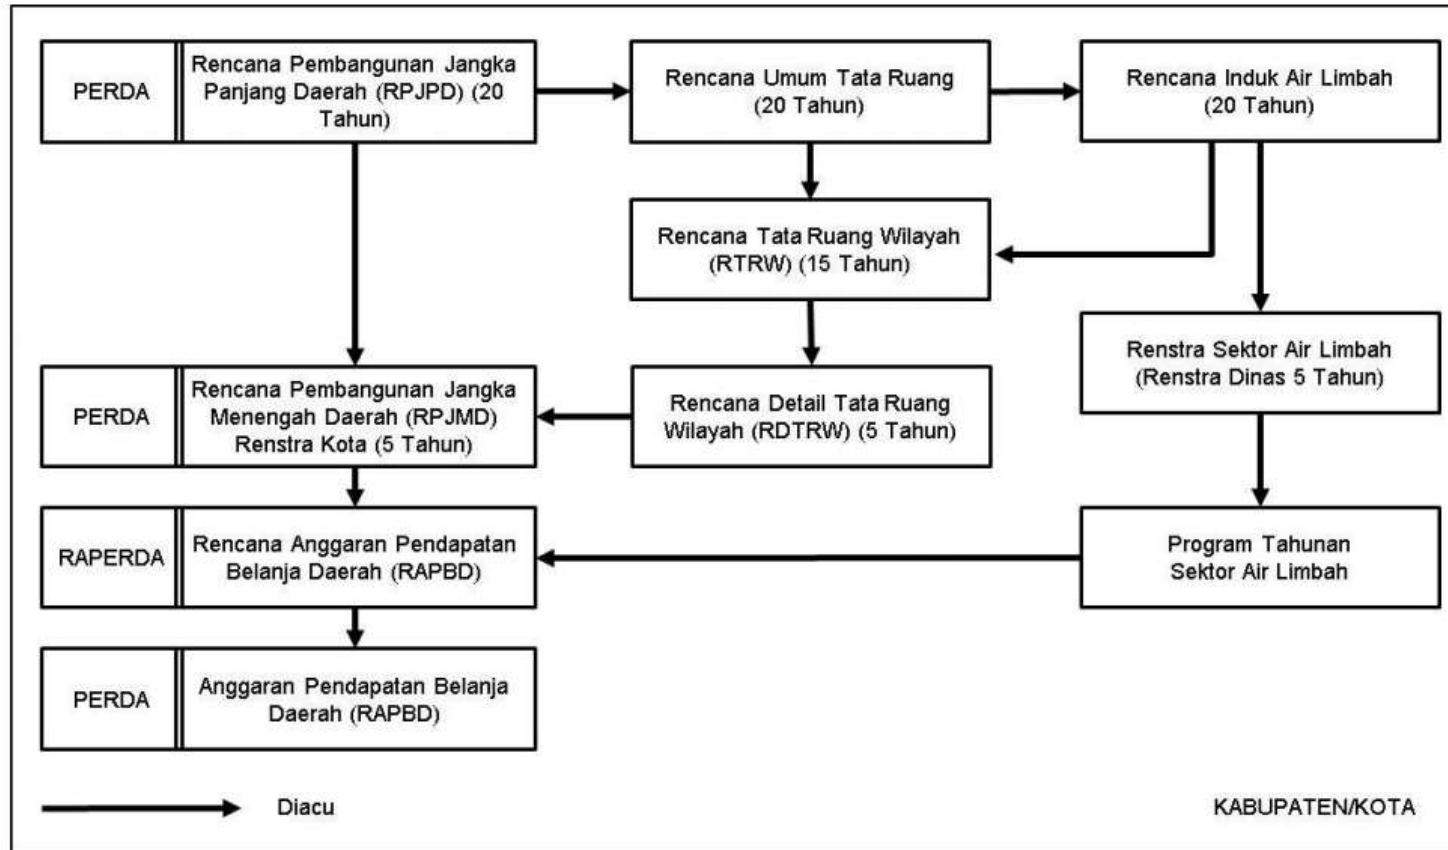 PERDA
Rencana Pembangunan Jangka
Panjang Daerah (RPJPD) (20
Tahun)
Rencana Umum Tata Ruang
(20 Tahun)
Rencana Induk Air Limbah
(20 Tahun)
Rencana Tata Ruang Wilayah
(RTRW) (15 Tahun)
Renstra Sektor Air Limbah
(Renstra Dinas 5 Tahun)
PERDA
Rencana Pembangunan Jangka
Menengah Daerah (RPJMD)
Renstra Kota (5 Tahun)
Rencana Detail Tata Ruang
Wilayah (RDTRW) (5 Tahun)
RAPERDA
Rencana Anggaran Pendapatan
Belanja Daerah (RAPBD)
Program Tahunan
Sektor Air Limbah
PERDA
Anggaran Pendapatan Belanja
Daerah (RAPBD)
Diacu
KABUPATEN/KOTA